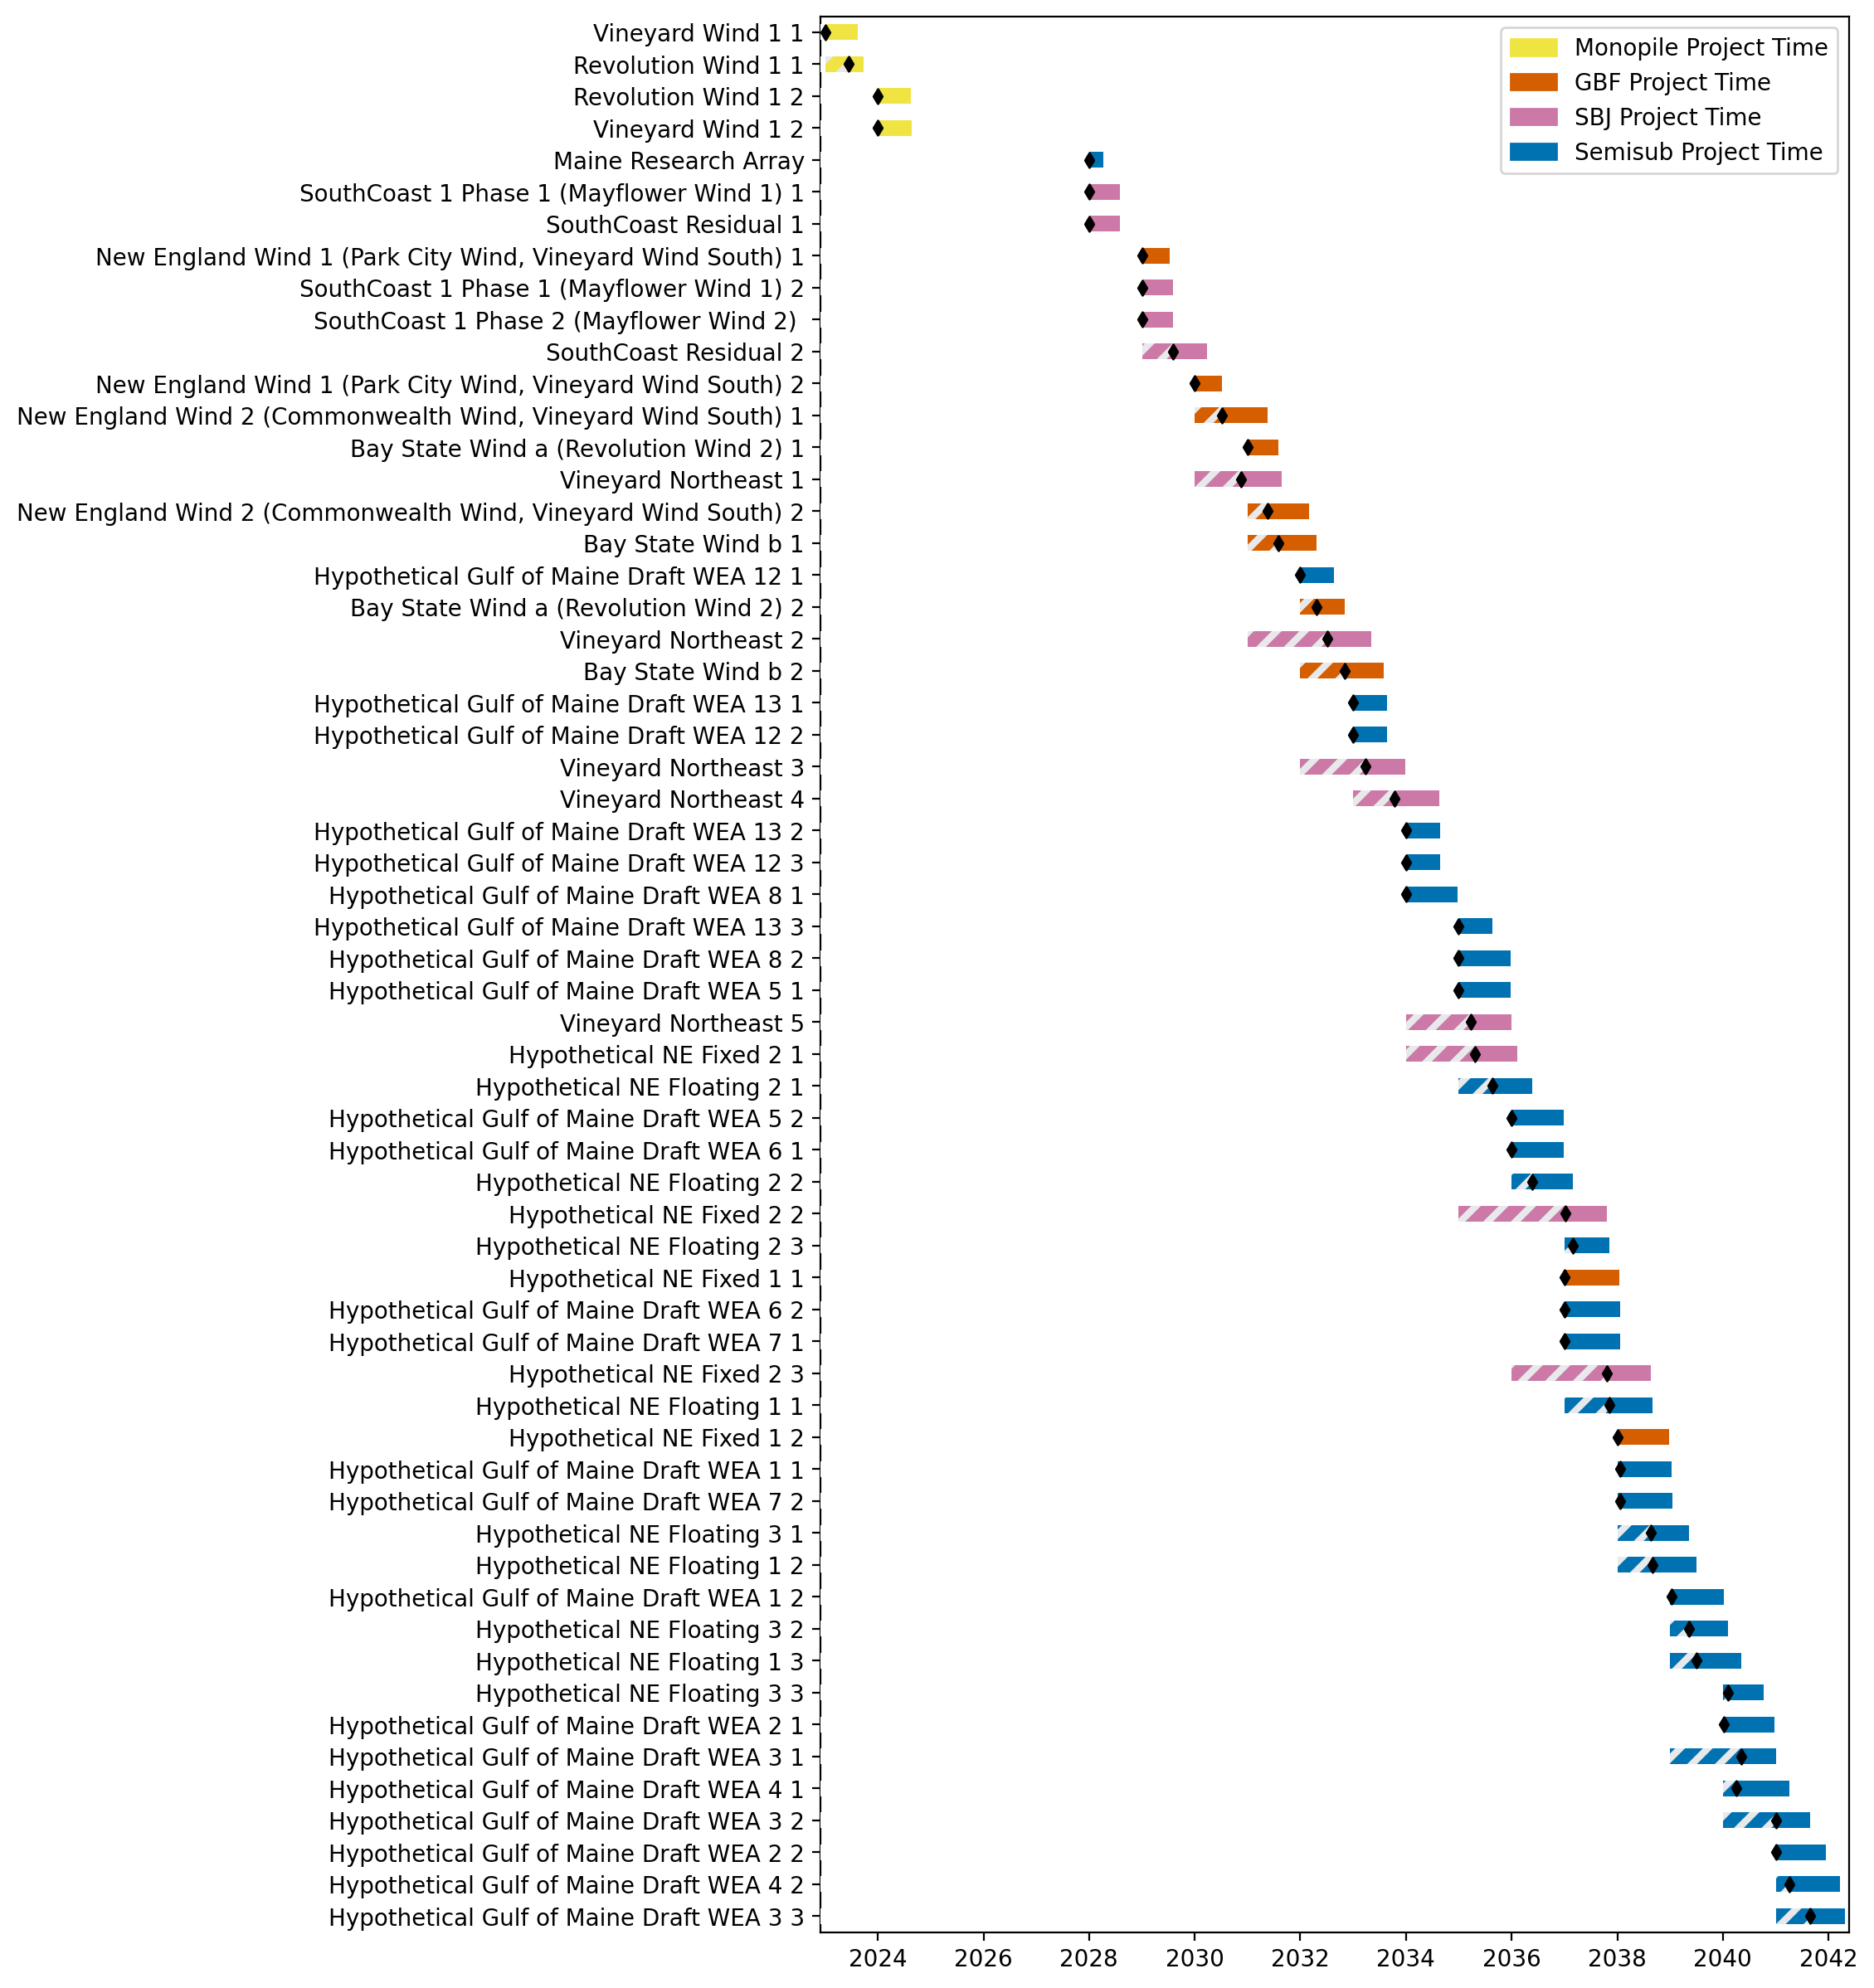 Vineyard Wind 1 1
Revolution Wind 1 1
Revolution Wind 1 2
Vineyard Wind 1 2
Maine Research Array
SouthCoast 1 Phase 1 (Mayflower Wind 1) 1
SouthCoast Residual 1
New England Wind 1 (Park City Wind, Vineyard Wind South) 1
SouthCoast 1 Phase 1 (Mayflower Wind 1) 2
SouthCoast 1 Phase 2 (Mayflower Wind 2)
SouthCoast Residual 2
New England Wind 1 (Park City Wind, Vineyard Wind South) 2
New England Wind 2 (Commonwealth Wind, Vineyard Wind South) 1
Bay State Wind a (Revolution Wind 2) 1
Vineyard Northeast 1
New England Wind 2 (Commonwealth Wind, Vineyard Wind South) 2
Bay State Wind b 1
Hypothetical Gulf of Maine Draft WEA 12 1
Bay State Wind a (Revolution Wind 2) 2
Vineyard Northeast 2
Bay State Wind b 2
Hypothetical Gulf of Maine Draft WEA 13 1
Hypothetical Gulf of Maine Draft WEA 12 2
Vineyard Northeast 3
Vineyard Northeast 4
Hypothetical Gulf of Maine Draft WEA 13 2
Hypothetical Gulf of Maine Draft WEA 12 3
Hypothetical Gulf of Maine Draft WEA 8 1
Hypothetical Gulf of Maine Draft WEA 13 3
Hypothetical Gulf of Maine Draft WEA 8 2
Hypothetical Gulf of Maine Draft WEA 5 1
Vineyard Northeast 5
Hypothetical NE Fixed 2 1
Hypothetical NE Floating 2 1
Hypothetical Gulf of Maine Draft WEA 5 2
Hypothetical Gulf of Maine Draft WEA 6 1
Hypothetical NE Floating 2 2
Hypothetical NE Fixed 2 2
Hypothetical NE Floating 2 3
Hypothetical NE Fixed 1 1
Hypothetical Gulf of Maine Draft WEA 6 2
Hypothetical Gulf of Maine Draft WEA 7 1
Hypothetical NE Fixed 2 3
Hypothetical NE Floating 1 1
Hypothetical NE Fixed 1 2
Hypothetical Gulf of Maine Draft WEA 1 1
Hypothetical Gulf of Maine Draft WEA 7 2
Hypothetical NE Floating 3 1
Hypothetical NE Floating 1 2
Hypothetical Gulf of Maine Draft WEA 1 2
Hypothetical NE Floating 3 2
Hypothetical NE Floating 1 3
Hypothetical NE Floating 3 3
Hypothetical Gulf of Maine Draft WEA 2 1
Hypothetical Gulf of Maine Draft WEA 3 1
Hypothetical Gulf of Maine Draft WEA 4 1
Hypothetical Gulf of Maine Draft WEA 3 2
Hypothetical Gulf of Maine Draft WEA 2 2
Hypothetical Gulf of Maine Draft WEA 4 2
Hypothetical Gulf of Maine Draft WEA 3 3
Monopile Project Time
GBF Project Time
SBJ Project Time
Semisub Project Time
2024 2026 2028 2030 2032 2034 2036 2038 2040 2042